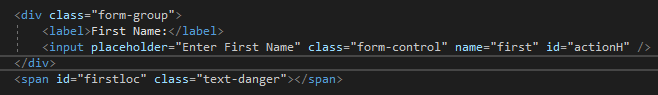 <div class="form-group">
<label>First Name:</label>
<input placeholder="Enter First Name" class="form-control" name="first" id="actionH" />
</div>
<span id="firstloc" class="text-danger"></span>